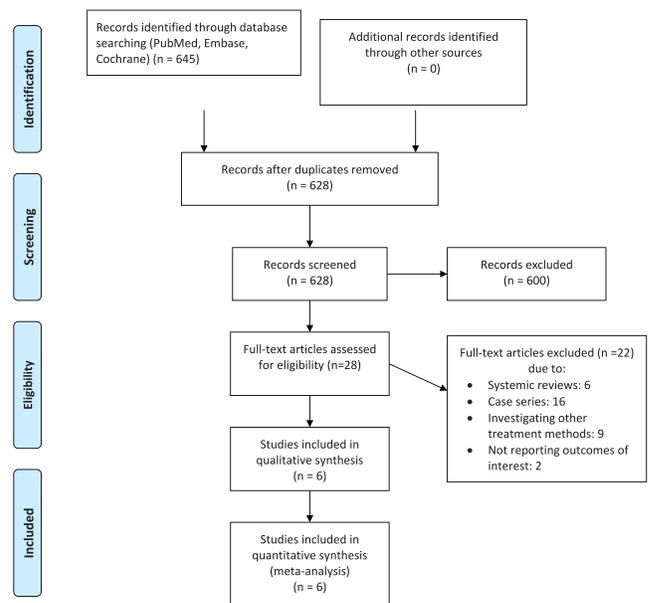 Identification
Records identified through database
searching (PubMed, Embase,
Cochrane) (n = 645)
Additional records identified
through other sources
(n = 0)
Records after duplicates removed
(n = 628)
Screening
Records screened
(n = 628)
Records excluded
(n = 600)
Eligibility
Full-text articles assessed
for eligibility (n=28)
Full-text articles excluded (n =22)
due to:
• Systemic reviews: 6
• Case series: 16
• Investigating other
treatment methods: 9
• Not reporting outcomes of
interest: 2
Studies included in
qualitative synthesis
(n = 6)
Included
Studies included in
quantitative synthesis
(meta-analysis)
(n = 6)